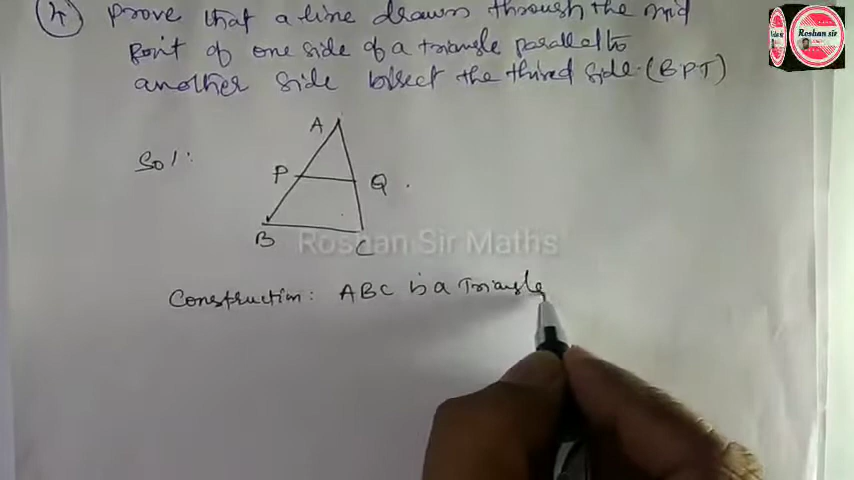 (4) prove that a line drawn through the mid
Point of one side of a triangle parallel to
another side bisect the third side. (B.P.T)
Roshan sir
Sol:
A
P
Q
B
C
Roshan Sir Maths
Construction: ABC is a Triangle